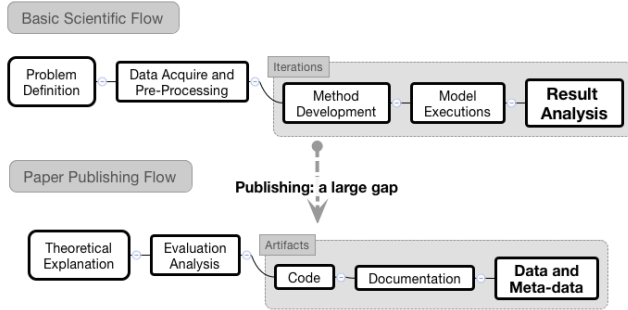 Basic Scientific Flow
Problem
Definition
Data Acquire and
Pre-Processing
Iterations
Method
Development
Model
Executions
Result
Analysis
Publishing: a large gap
Paper Publishing Flow
Theoretical
Explanation
Evaluation
Analysis
Artifacts
Code
Documentation
Data and
Meta-data